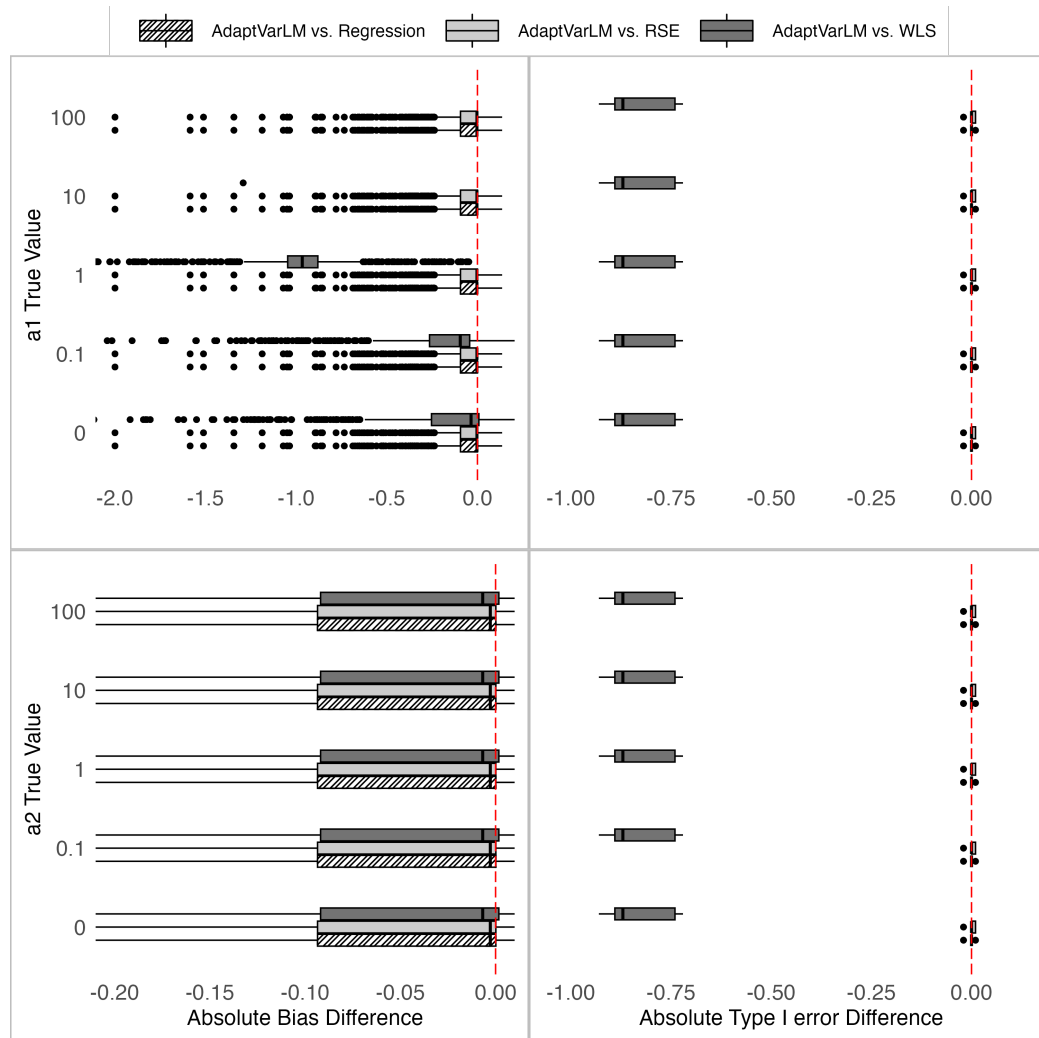 AdaptVarLM vs. Regression AdaptVarLM vs. RSE AdaptVarLM vs. WLS
a1 True Value
100
10
1
0.1
0
-2.0 -1.5 -1.0 -0.5 0.0
-1.00 -0.75 -0.50 -0.25 0.00
a2 True Value
100
10
1
0.1
0
-0.20 -0.15 -0.10 -0.05 0.00
Absolute Bias Difference
-1.00 -0.75 -0.50 -0.25 0.00
Absolute Type I error Difference